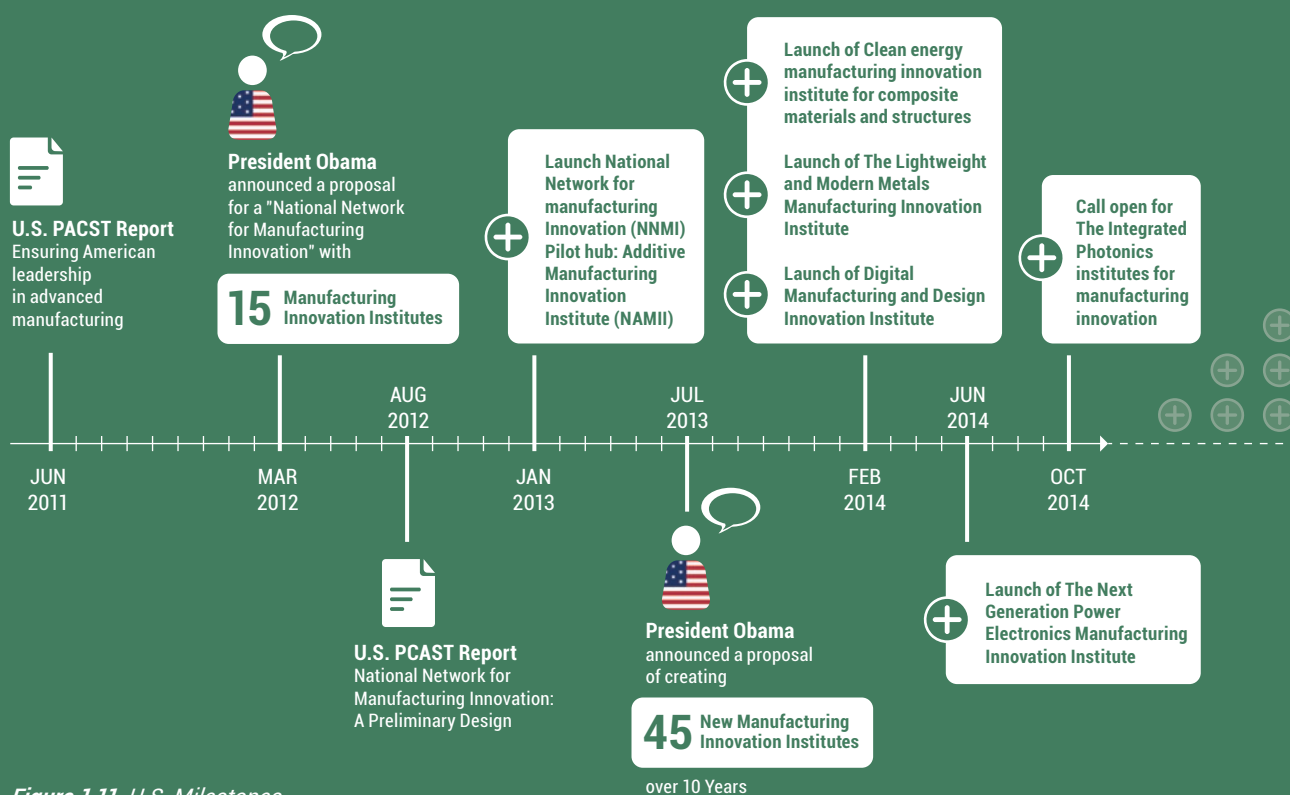 U.S. PACST Report
Ensuring American
leadership
in advanced
manufacturing
JUN
2011
President Obama
announced a proposal
for a "National Network
for Manufacturing
Innovation" with
15 Manufacturing
Innovation Institutes
MAR
2012
AUG
2012
U.S. PCAST Report
National Network for
Manufacturing Innovation:
A Preliminary Design
Launch National
Network for
manufacturing
Innovation (NNMI)
Pilot hub: Additive
Manufacturing
Innovation
Institute (NAMII)
JAN
2013
JUL
2013
President Obama
announced a proposal
of creating
45 New Manufacturing
Innovation Institutes
over 10 Years
Launch of Clean energy
manufacturing innovation
institute for composite
materials and structures
Launch of The Lightweight
and Modern Metals
Manufacturing Innovation
Institute
Launch of Digital
Manufacturing and Design
Innovation Institute
FEB
2014
JUN
2014
Launch of The Next
Generation Power
Electronics Manufacturing
Innovation Institute
Call open for
The Integrated
Photonics
institutes for
manufacturing
innovation
OCT
2014
Figure 1.11 U.S. Milestones